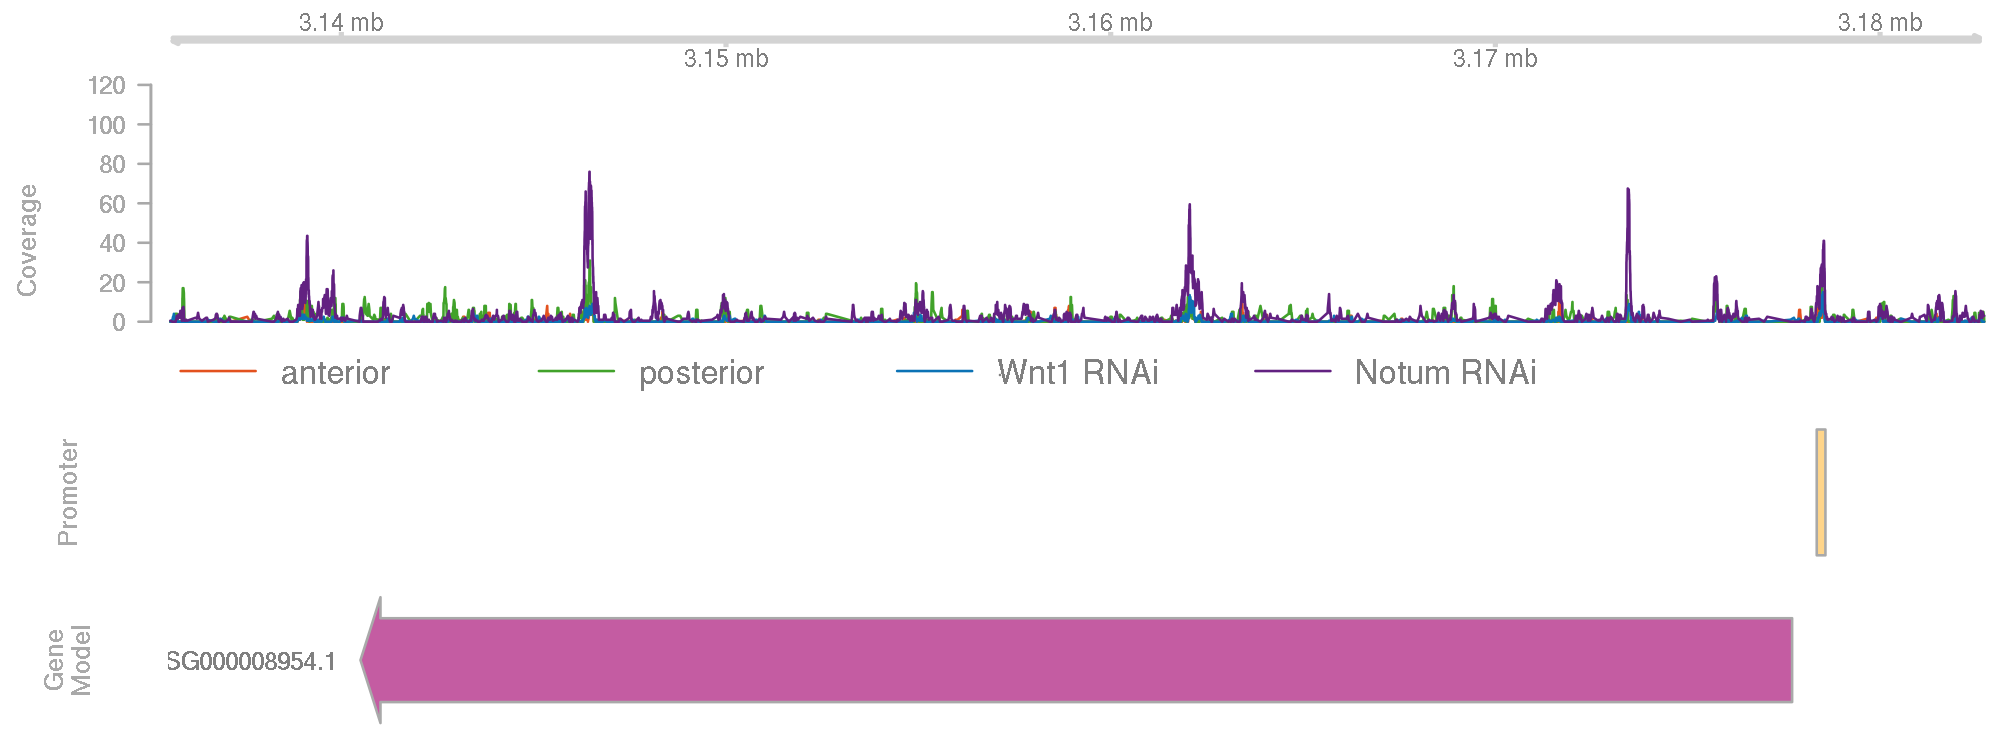 3.14 mb
3.16 mb
3.18 mb
3.15 mb
3.17 mb
120
100
80
60
40
20
0
Coverage
anterior
posterior
Wnt1 RNAi
Notum RNAi
Promoter
Gene
Model
SG000008954.1